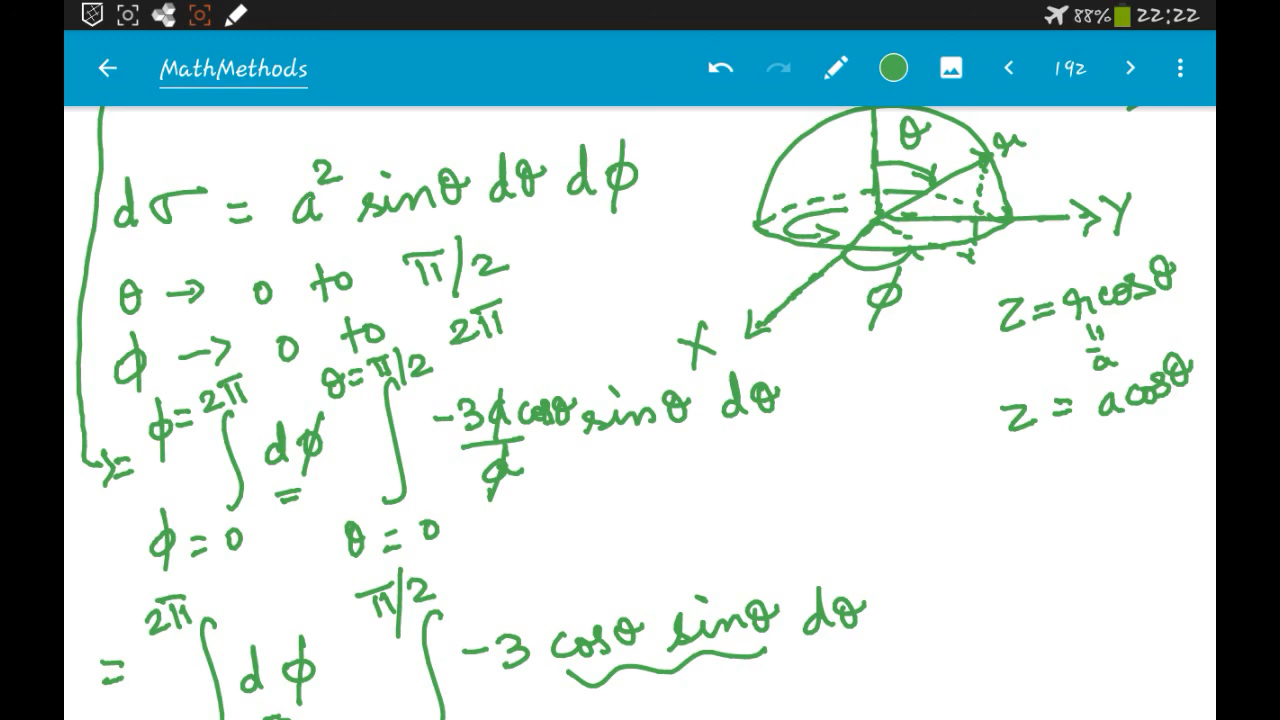 88% 22:22
MathMethods 192
dσ = a² sinθ dθ dϕ
θ → 0 to π/2
ϕ → 0 to 2π
= ∫_{ϕ=0}^{ϕ=2π} dϕ ∫_{θ=0}^{θ=π/2} -3a cosθ/a sinθ dθ
= ∫^{2π} dϕ ∫^{π/2} -3 cosθ sinθ dθ
θ
r
Y
ϕ
X
Z = r cosθ
"
a
Z = a cosθ